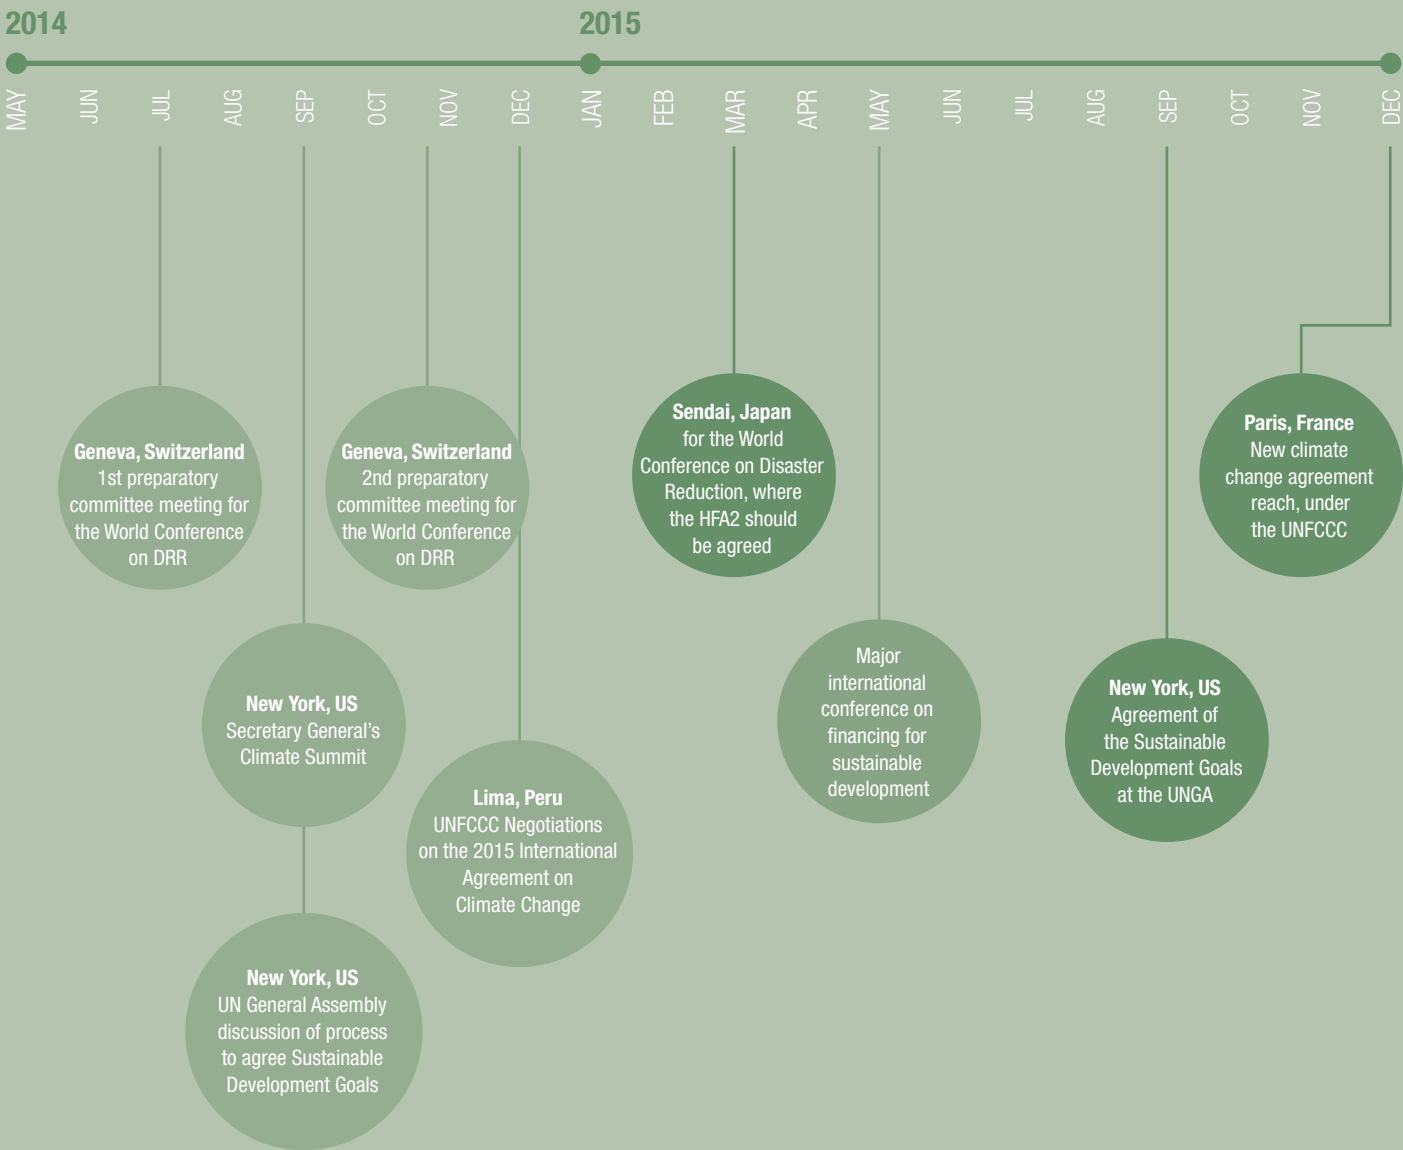 2014
2015
MAY
JUN
JUL
AUG
SEP
OCT
NOV
DEC
JAN
FEB
MAR
APR
MAY
JUN
JUL
AUG
SEP
OCT
NOV
DEC
Geneva, Switzerland
1st preparatory
committee meeting for
the World Conference
on DRR
Geneva, Switzerland
2nd preparatory
committee meeting for
the World Conference
on DRR
Sendai, Japan
for the World
Conference on Disaster
Reduction, where
the HFA2 should
be agreed
Paris, France
New climate
change agreement
reach, under
the UNFCCC
New York, US
Secretary General’s
Climate Summit
Major
international
conference on
financing for
sustainable
development
New York, US
Agreement of
the Sustainable
Development Goals
at the UNGA
Lima, Peru
UNFCCC Negotiations
on the 2015 International
Agreement on
Climate Change
New York, US
UN General Assembly
discussion of process
to agree Sustainable
Development Goals